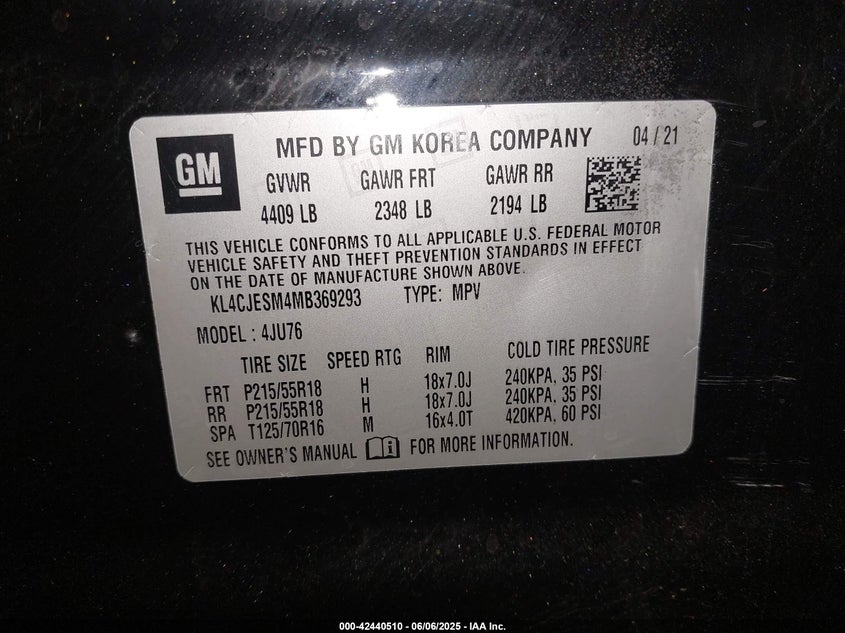 GM
MFD BY GM KOREA COMPANY 04 / 21
GVWR GAWR FRT GAWR RR
4409 LB 2348 LB 2194 LB
THIS VEHICLE CONFORMS TO ALL APPLICABLE U.S. FEDERAL MOTOR
VEHICLE SAFETY AND THEFT PREVENTION STANDARDS IN EFFECT
ON THE DATE OF MANUFACTURE SHOWN ABOVE.
KL4CJESM4MB369293 TYPE: MPV
MODEL : 4JU76
TIRE SIZE SPEED RTG RIM COLD TIRE PRESSURE
FRT P215/55R18 H 18x7.0J 240KPA, 35 PSI
RR P215/55R18 H 18x7.0J 240KPA, 35 PSI
SPA T125/70R16 M 16x4.0T 420KPA, 60 PSI
SEE OWNER'S MANUAL FOR MORE INFORMATION.
000-42440510 - 06/06/2025 - IAA Inc.